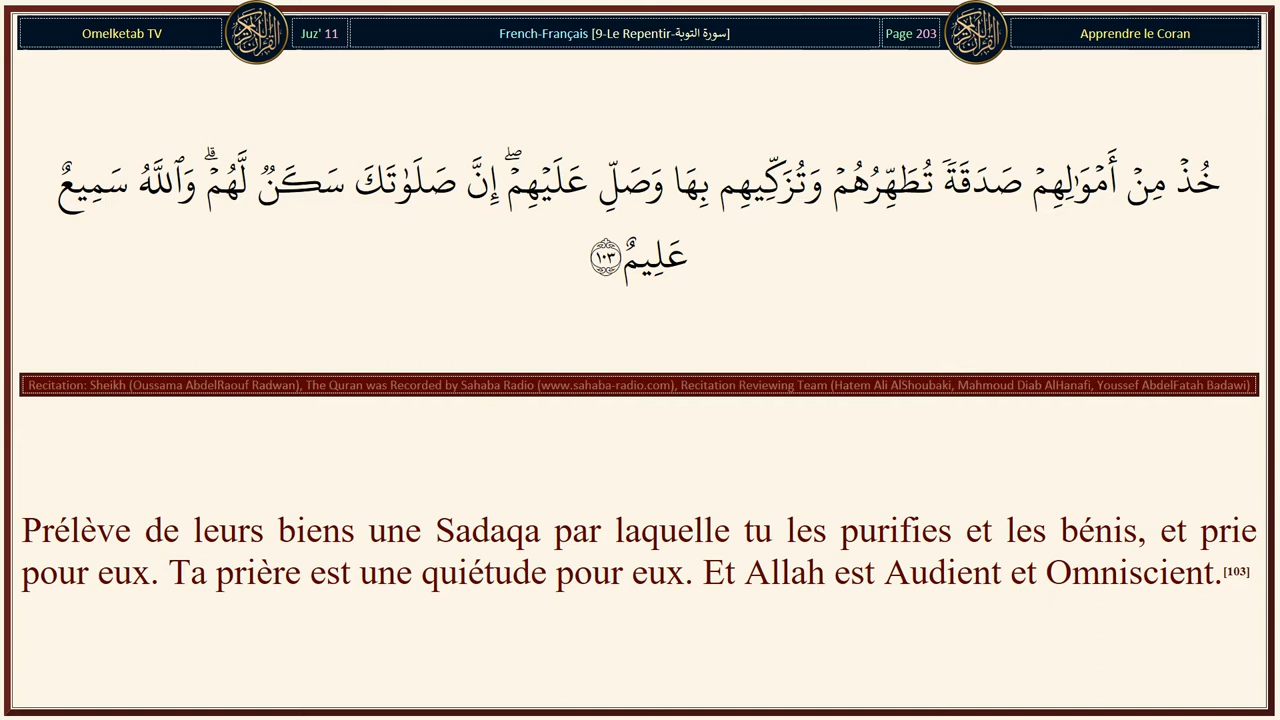 Omelketab TV
Juz' 11
French-Français [9-Le Repentir-سورة التوبة]
Page 203
Apprendre le Coran
خُذۡ مِنۡ أَمۡوَٰلِهِمۡ صَدَقَةٗ تُطَهِّرُهُمۡ وَتُزَكِّيهِم بِهَا وَصَلِّ عَلَيۡهِمۡۖ إِنَّ صَلَوٰتَكَ سَكَنٞ لَّهُمۡۗ وَٱللَّهُ سَمِيعٌ
عَلِيمٌ ١٠٣
Recitation: Sheikh (Oussama AbdelRaouf Radwan), The Quran was Recorded by Sahaba Radio (www.sahaba-radio.com), Recitation Reviewing Team (Hatem Ali AlShoubaki, Mahmoud Diab AlHanafi, Youssef AbdelFatah Badawi)
Prélève de leurs biens une Sadaqa par laquelle tu les purifies et les bénis, et prie
pour eux. Ta prière est une quiétude pour eux. Et Allah est Audient et Omniscient.[103]